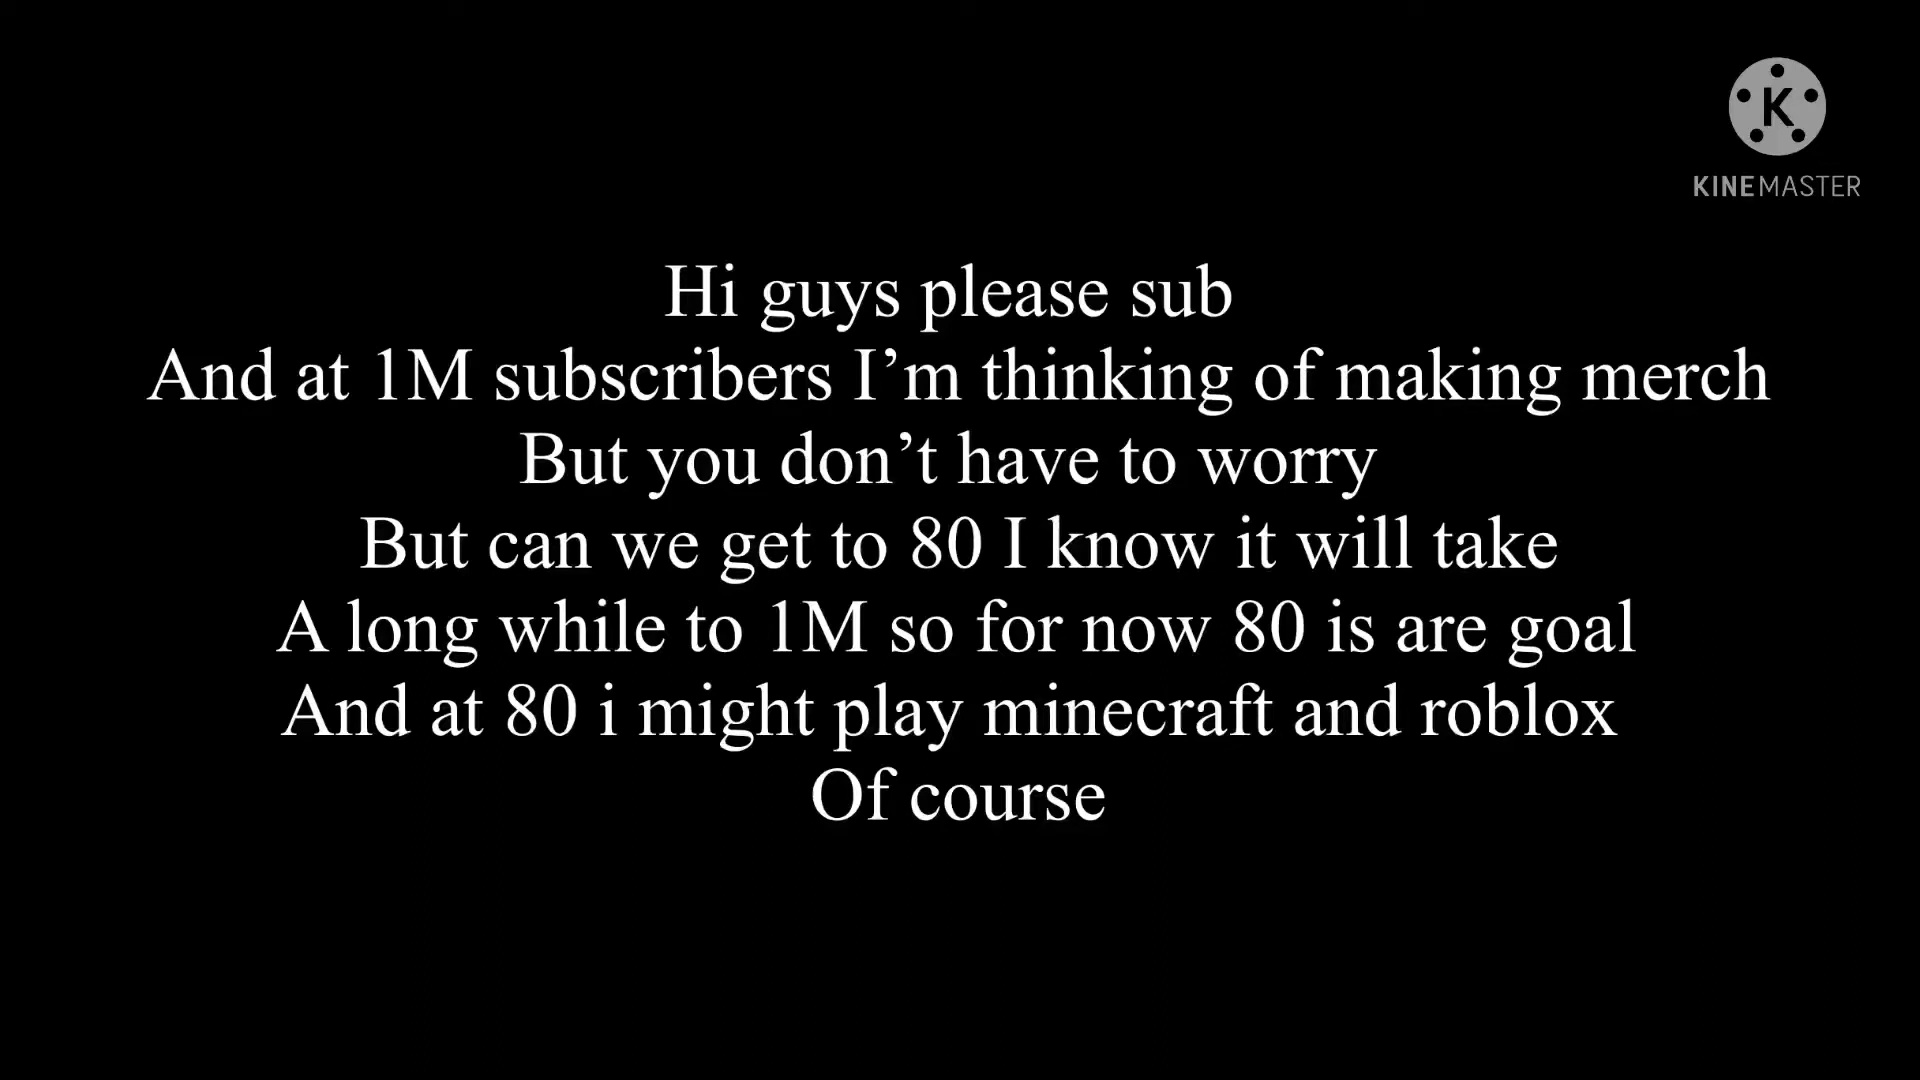 K
KINEMASTER
Hi guys please sub
And at 1M subscribers I’m thinking of making merch
But you don’t have to worry
But can we get to 80 I know it will take
A long while to 1M so for now 80 is are goal
And at 80 i might play minecraft and roblox
Of course